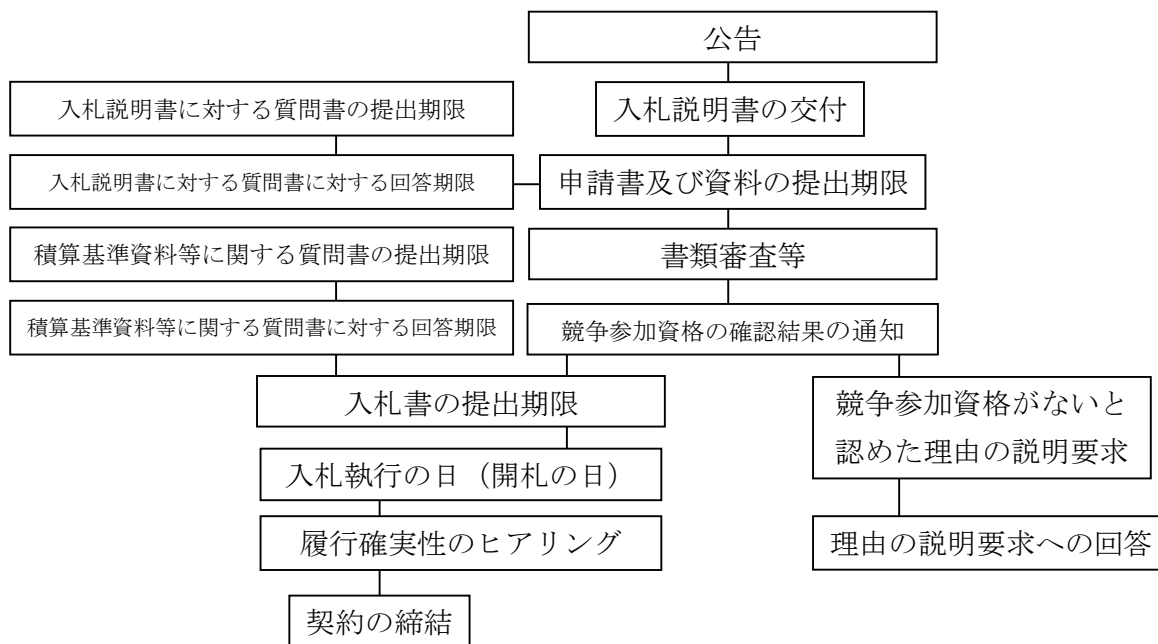 公告
入札説明書に対する質問書の提出期限
入札説明書の交付
入札説明書に対する質問書に対する回答期限
申請書及び資料の提出期限
積算基準資料等に関する質問書の提出期限
書類審査等
積算基準資料等に関する質問書に対する回答期限
競争参加資格の確認結果の通知
入札書の提出期限
競争参加資格がないと
認めた理由の説明要求
入札執行の日（開札の日）
履行確実性のヒアリング
理由の説明要求への回答
契約の締結